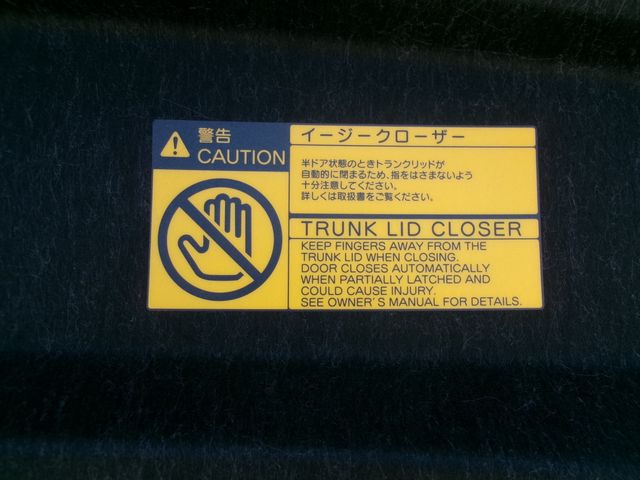 警告
CAUTION
イージークローザー
半ドア状態のときトランクリッドが
自動的に閉まるため、指をはさまないよう
十分注意してください。
詳しくは取扱書をご覧ください。
TRUNK LID CLOSER
KEEP FINGERS AWAY FROM THE
TRUNK LID WHEN CLOSING.
DOOR CLOSES AUTOMATICALLY
WHEN PARTIALLY LATCHED AND
COULD CAUSE INJURY.
SEE OWNER'S MANUAL FOR DETAILS.